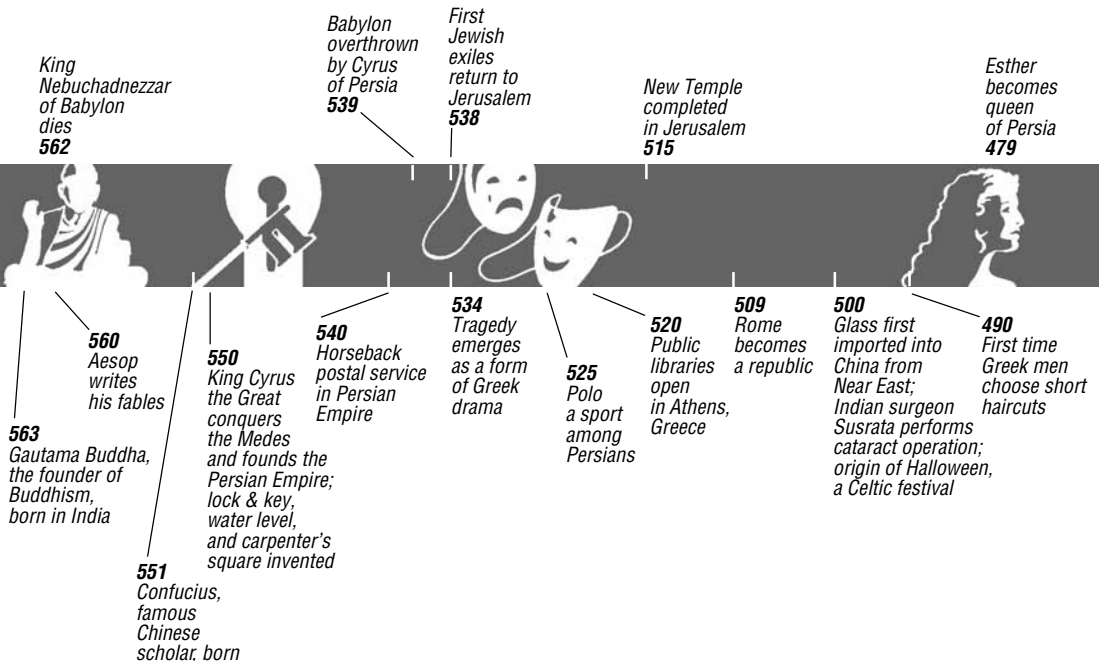 King
Nebuchadnezzar
of Babylon
dies
562
Babylon
overthrown
by Cyrus
of Persia
539
First
Jewish
exiles
return to
Jerusalem
538
New Temple
completed
in Jerusalem
515
Esther
becomes
queen
of Persia
479
563
Gautama Buddha,
the founder of
Buddhism,
born in India
560
Aesop
writes
his fables
551
Confucius,
famous
Chinese
scholar, born
550
King Cyrus
the Great
conquers
the Medes
and founds the
Persian Empire;
lock & key,
water level,
and carpenter's
square invented
540
Horseback
postal service
in Persian
Empire
534
Tragedy
emerges
as a form
of Greek
drama
525
Polo
a sport
among
Persians
520
Public
libraries
open
in Athens,
Greece
509
Rome
becomes
a republic
500
Glass first
imported into
China from
Near East;
Indian surgeon
Susrata performs
cataract operation;
origin of Halloween,
a Celtic festival
490
First time
Greek men
choose short
haircuts